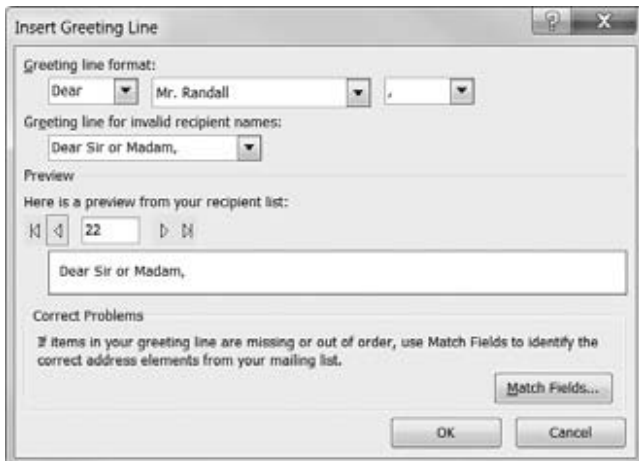 Insert Greeting Line
Greeting line format:
Dear Mr. Randall ,
Greeting line for invalid recipient names:
Dear Sir or Madam,
Preview
Here is a preview from your recipient list:
22
Dear Sir or Madam,
Correct Problems
If items in your greeting line are missing or out of order, use Match Fields to identify the
correct address elements from your mailing list.
Match Fields...
OK Cancel